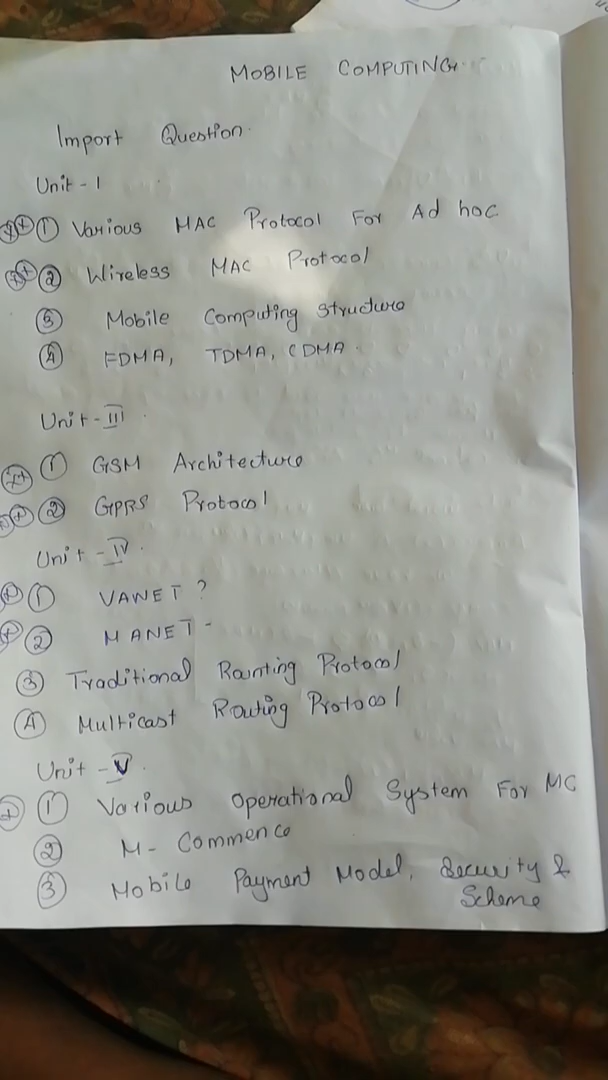 MOBILE COMPUTING.
Import Question.
Unit - I
① Various MAC Protocol For Ad hoc
② Wireless MAC Protocol
③ Mobile Computing Structure
④ FDMA, TDMA, CDMA.
Unit - III.
① GSM Architecture
② GPRS Protocol
Unit - IV.
① VANET ?
② MANET -
③ Traditional Rounting Protocol
④ Multicast Routing Protocol
Unit - V.
① Various Operational System For MC
② M- Commence
③ Mobile Payment Model, Security &
Scheme